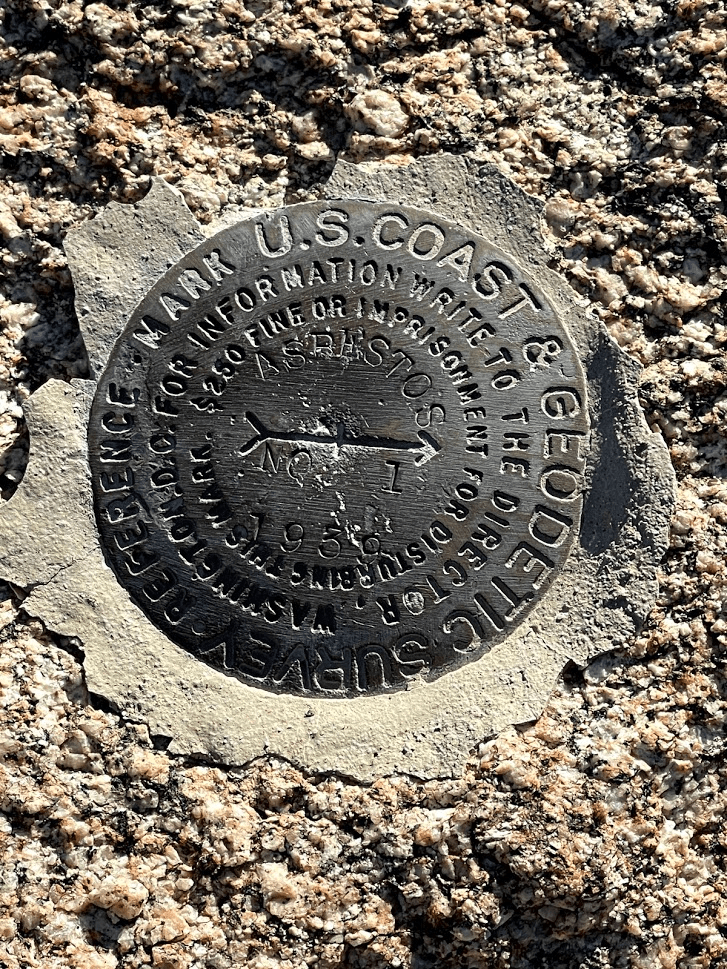 U.S. COAST & GEODETIC SURVEY REFERENCE MARK
FOR INFORMATION WRITE TO THE DIRECTOR, WASHINGTON, D.C.
$250 FINE OR IMPRISONMENT FOR DISTURBING THIS MARK.
ASBESTOS
NO 1
1939